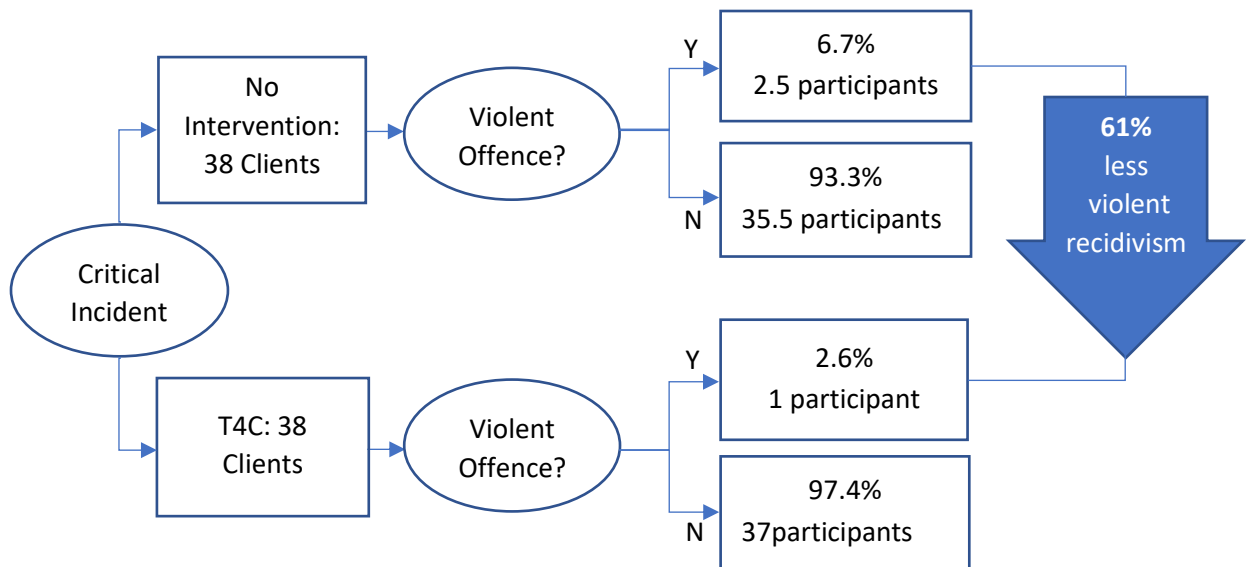 Critical
Incident
No
Intervention:
38 Clients
Violent
Offence?
Y
6.7%
2.5 participants
N
93.3%
35.5 participants
61%
less
violent
recidivism
T4C: 38
Clients
Violent
Offence?
Y
2.6%
1 participant
N
97.4%
37participants